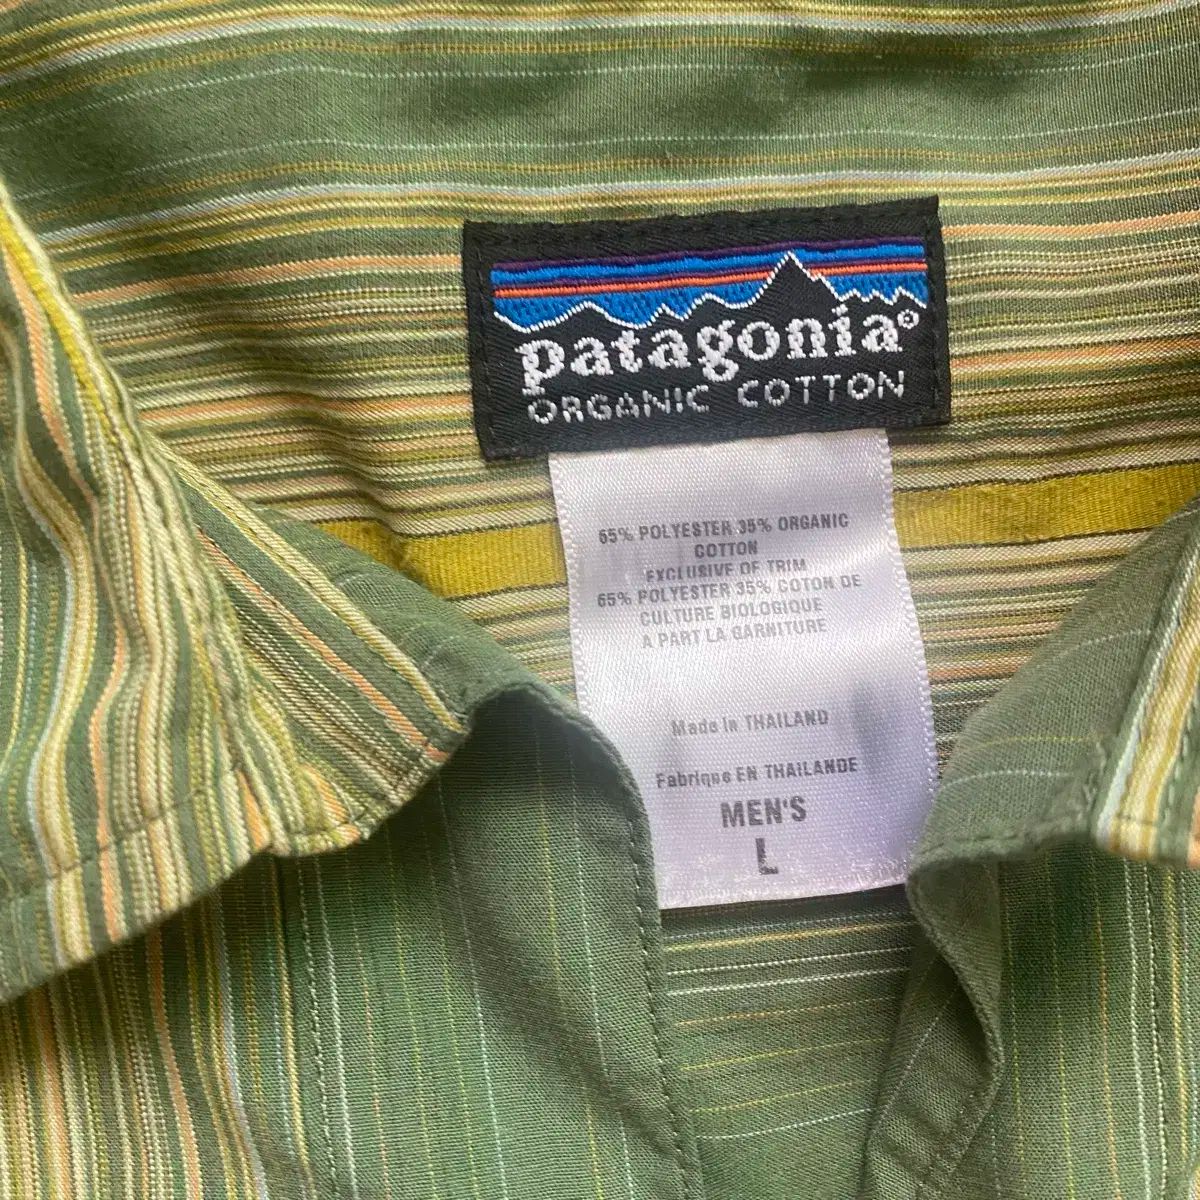 patagonia®
ORGANIC COTTON
65% POLYESTER 35% ORGANIC
COTTON
EXCLUSIVE OF TRIM
65% POLYESTER 35% COTON DE
CULTURE BIOLOGIQUE
A PART LA GARNITURE
Made in THAILAND
Fabrique EN THAILANDE
MEN'S
L